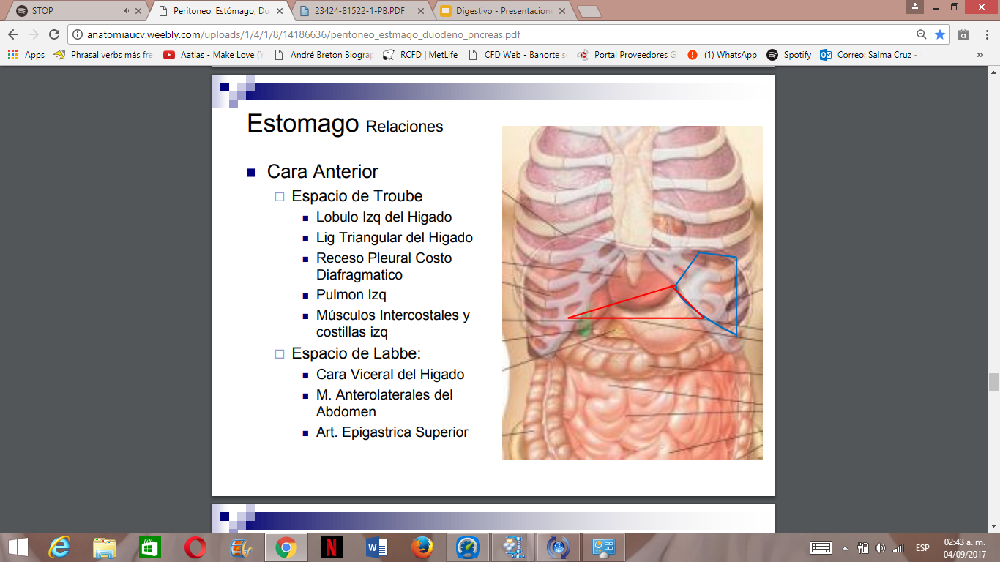 STOP
Peritoneo, Estómago, Du
23424-81522-1-PB.PDF
Digestivo - Presentacion
anatomiaucv.weebly.com/uploads/1/4/1/8/14186636/peritoneo_estmago_duodeno_pncreas.pdf
Apps
Phrasal verbs más fre
Aatlas - Make Love (Y
André Breton Biograp
RCFD | MetLife
CFD Web - Banorte s
Portal Proveedores G
(1) WhatsApp
Spotify
Correo: Salma Cruz -
»
Estomago Relaciones
Cara Anterior
Espacio de Troube
Lobulo Izq del Higado
Lig Triangular del Higado
Receso Pleural Costo
Diafragmatico
Pulmon Izq
Músculos Intercostales y
costillas izq
Espacio de Labbe:
Cara Viceral del Higado
M. Anterolaterales del
Abdomen
Art. Epigastrica Superior
ESP
02:43 a. m.
04/09/2017